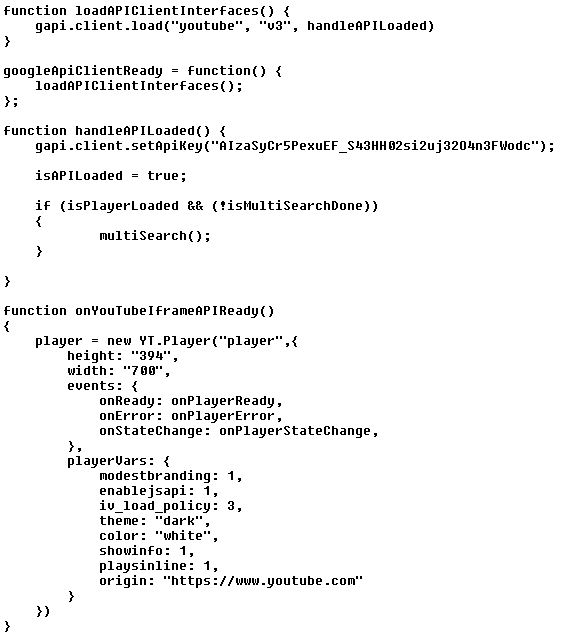 function loadAPIClientInterfaces() {
    gapi.client.load("youtube", "v3", handleAPILoaded)
}

googleApiClientReady = function() {
    loadAPIClientInterfaces();
};

function handleAPILoaded() {
    gapi.client.setApiKey("AIzaSyCr5PexuEF_S43HH02si2uj32O4n3FWodc");

    isAPILoaded = true;

    if (isPlayerLoaded && (!isMultiSearchDone))
    {
            multiSearch();
    }

}

function onYouTubeIframeAPIReady()
{
    player = new YT.Player("player",{
        height: "394",
        width: "700",
        events: {
            onReady: onPlayerReady,
            onError: onPlayerError,
            onStateChange: onPlayerStateChange,
        },
        playerVars: {
            modestbranding: 1,
            enablejsapi: 1,
            iv_load_policy: 3,
            theme: "dark",
            color: "white",
            showinfo: 1,
            playsinline: 1,
            origin: "https://www.youtube.com"
        }
    })
}